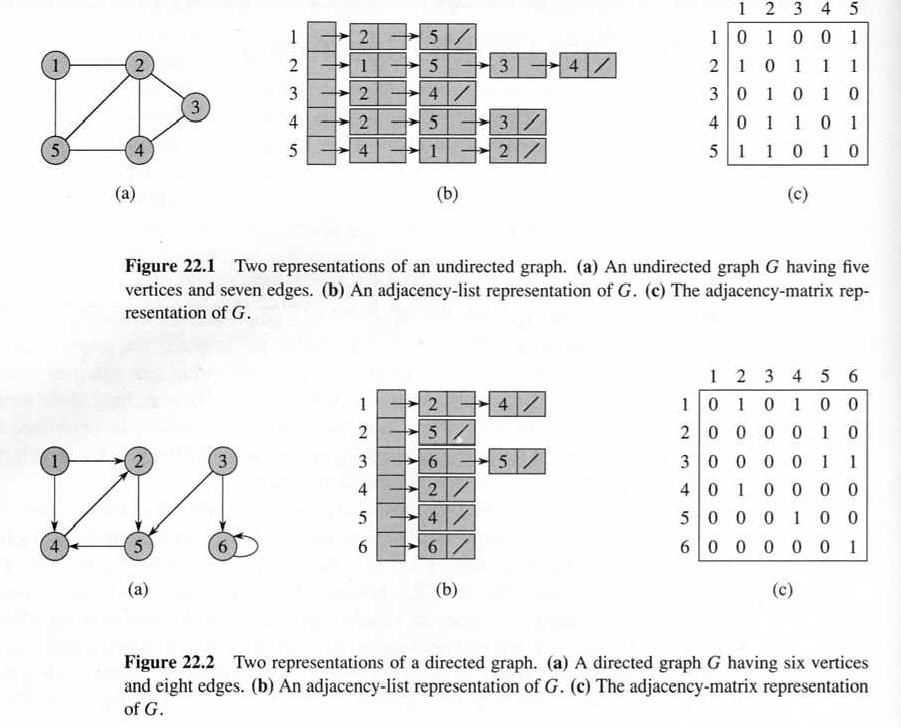 1 2 3 4 5
1 2 5 / 1 0 1 0 0 1
1 2 2 1 5 3 4 / 2 1 0 1 1 1
3 3 2 4 / 3 0 1 0 1 0
5 4 4 2 5 3 / 4 0 1 1 0 1
5 4 1 2 / 5 1 1 0 1 0
(a) (b) (c)
Figure 22.1 Two representations of an undirected graph. (a) An undirected graph G having five
vertices and seven edges. (b) An adjacency-list representation of G. (c) The adjacency-matrix rep-
resentation of G.
1 2 3 4 5 6
1 2 4 / 1 0 1 0 1 0 0
2 5 / 2 0 0 0 0 1 0
1 2 3 3 6 5 / 3 0 0 0 0 1 1
4 2 / 4 0 1 0 0 0 0
5 4 / 5 0 0 0 1 0 0
4 5 6 6 6 / 6 0 0 0 0 0 1
(a) (b) (c)
Figure 22.2 Two representations of a directed graph. (a) A directed graph G having six vertices
and eight edges. (b) An adjacency-list representation of G. (c) The adjacency-matrix representation
of G.